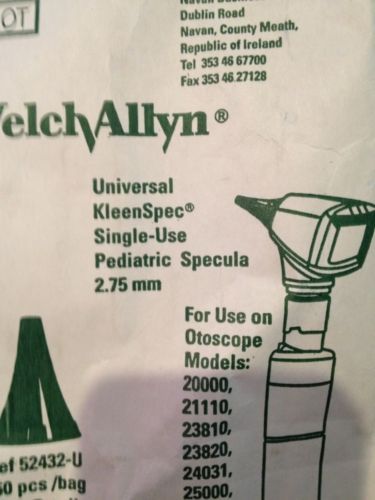 OT
Dublin Road
Navan, County Meath,
Republic of Ireland
Tel 353 46 67700
Fax 353 46 27128
WelchAllyn®
Universal
KleenSpec®
Single-Use
Pediatric Specula
2.75 mm
For Use on
Otoscope
Models:
20000,
21110,
23810,
23820,
24031,
25000,
ef 52432-U
50 pcs /bag